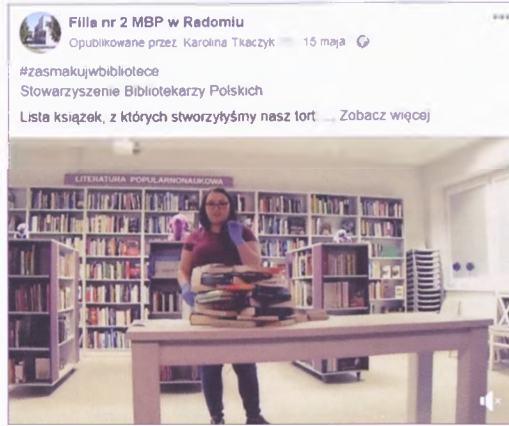 Filia nr 2 MBP w Radomiu
Opublikowane przez Karolina Tkaczyk 15 maja
#zasmakujwbibliotece
Stowarzyszenie Bibliotekarzy Polskich
Lista książek, z których stworzyłyśmy nasz tort ... Zobacz więcej
LITERATURA POPULARNONAUKOWA